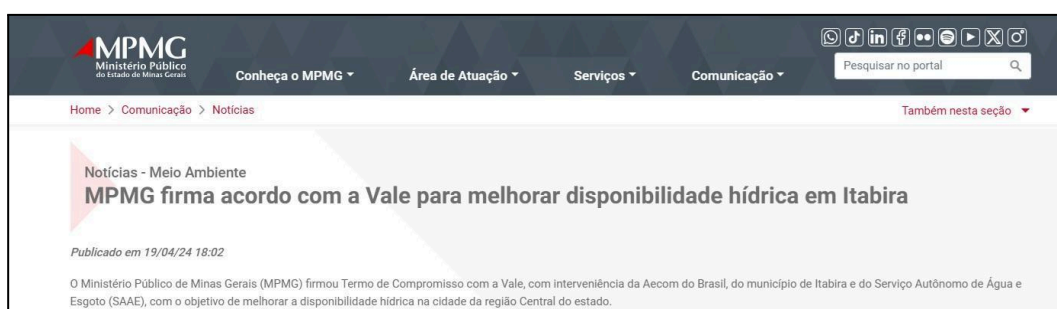 MPMG
Ministério Público
do Estado de Minas Gerais
Conheça o MPMG
Área de Atuação
Serviços
Comunicação
Pesquisar no portal
Home > Comunicação > Notícias
Também nesta seção
Notícias - Meio Ambiente
MPMG firma acordo com a Vale para melhorar disponibilidade hídrica em Itabira
Publicado em 19/04/24 18:02
O Ministério Público de Minas Gerais (MPMG) firmou Termo de Compromisso com a Vale, com interveniência da Aecom do Brasil, do município de Itabira e do Serviço Autônomo de Água e
Esgoto (SAAE), com o objetivo de melhorar a disponibilidade hídrica na cidade da região Central do estado.